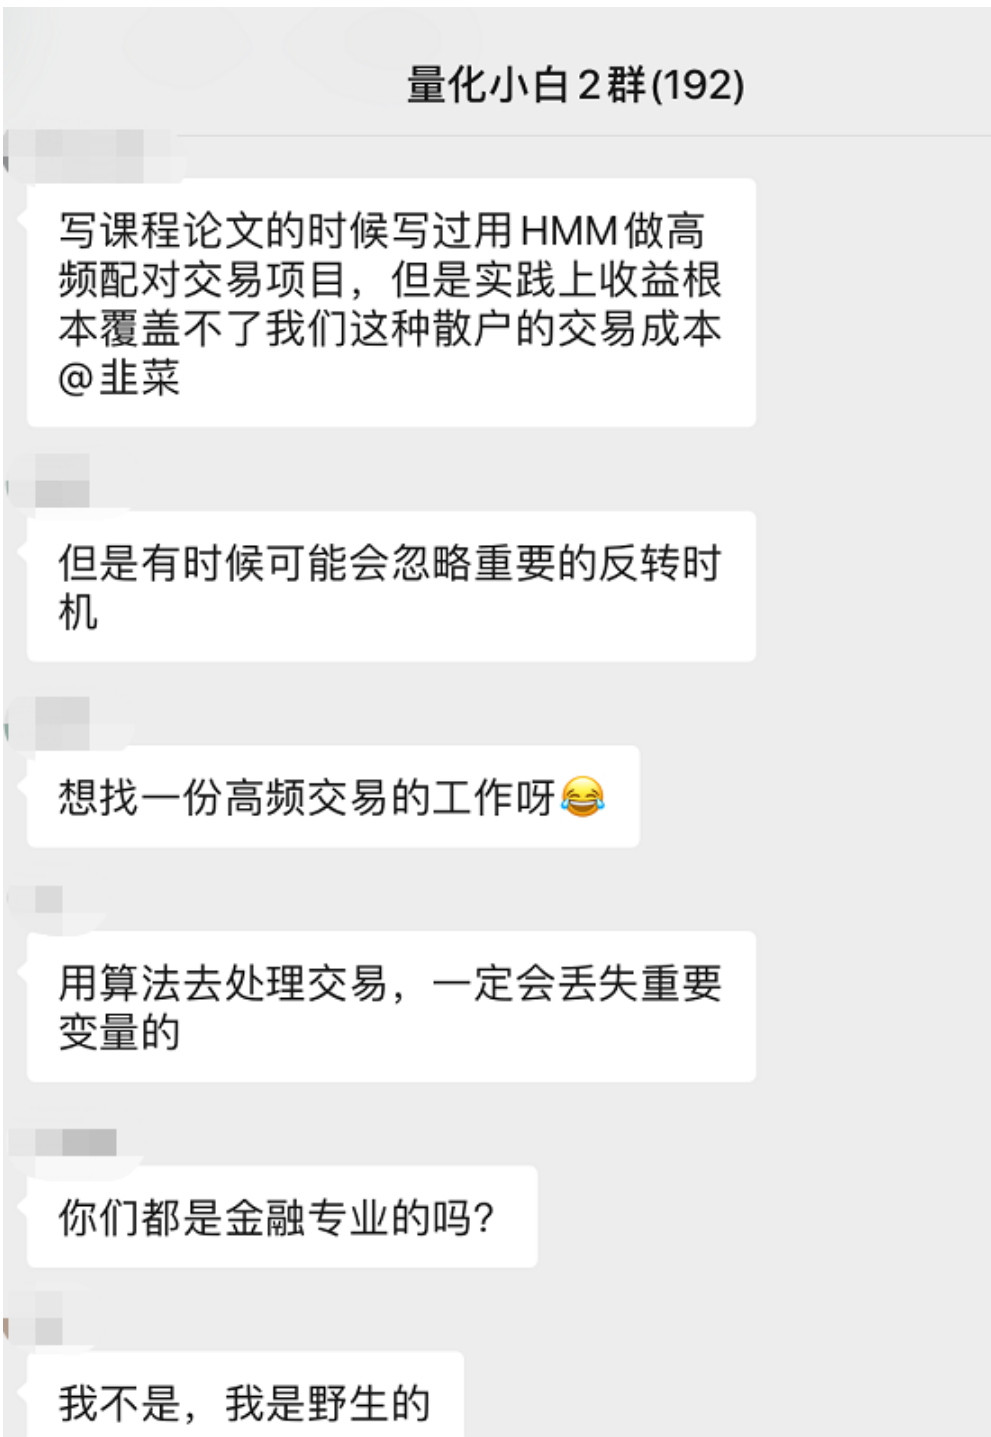 量化小白2群(192)
写课程论文的时候写过用HMM做高
频配对交易项目，但是实践上收益根
本覆盖不了我们这种散户的交易成本
@韭菜
但是有时候可能会忽略重要的反转时
机
想找一份高频交易的工作呀😂
用算法去处理交易，一定会丢失重要
变量的
你们都是金融专业的吗？
我不是，我是野生的